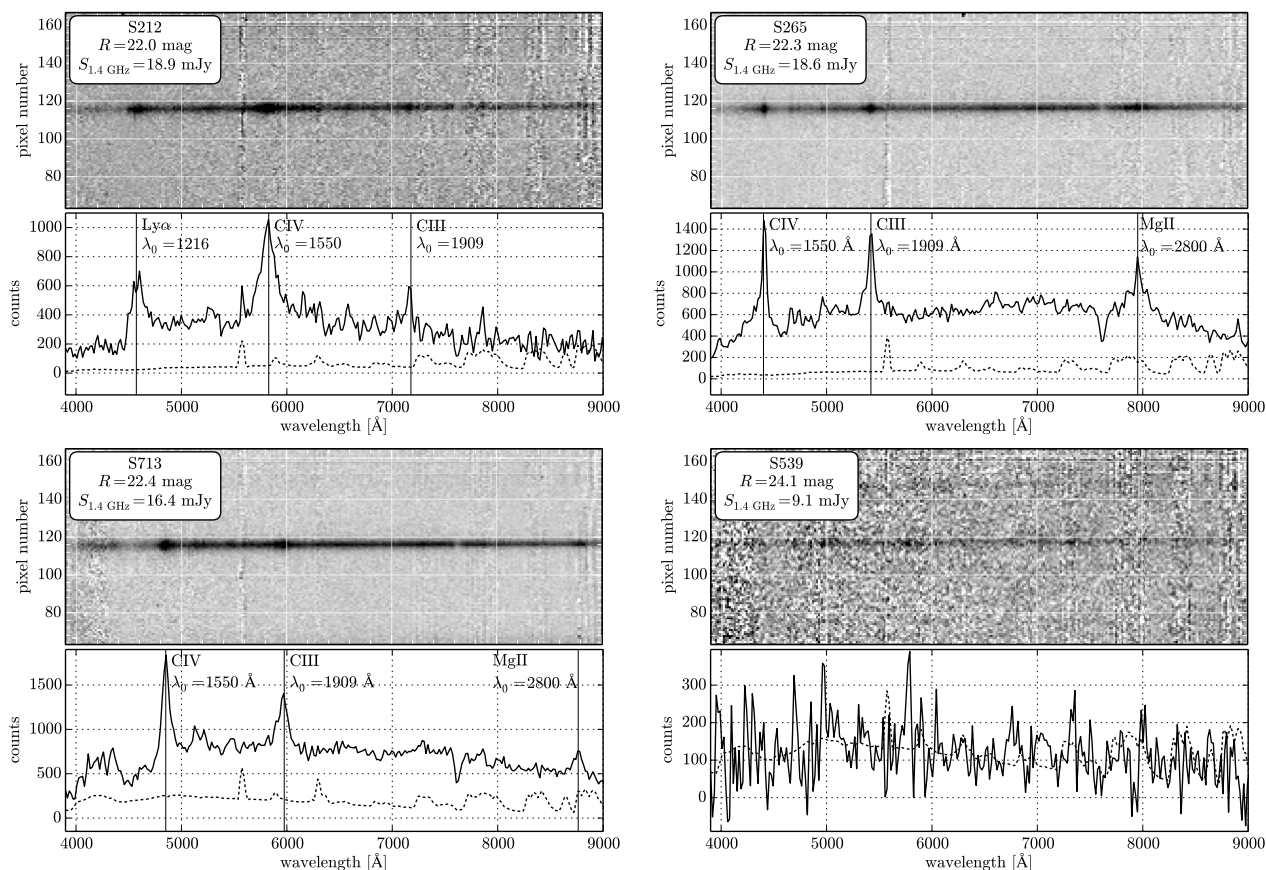 S212
R=22.0 mag
S1.4 GHz=18.9 mJy
160
140
120
100
80
pixel number
1000
800
600
400
200
0
counts
Lyα
λ0=1216
CIV
λ0=1550
CIII
λ0=1909
4000 5000 6000 7000 8000 9000
wavelength [Å]
S265
R=22.3 mag
S1.4 GHz=18.6 mJy
160
140
120
100
80
pixel number
1400
1200
1000
800
600
400
200
0
counts
CIV
λ0=1550 Å
CIII
λ0=1909 Å
MgII
λ0=2800 Å
4000 5000 6000 7000 8000 9000
wavelength [Å]
S713
R=22.4 mag
S1.4 GHz=16.4 mJy
160
140
120
100
80
pixel number
1500
1000
500
0
counts
CIV
λ0=1550 Å
CIII
λ0=1909 Å
MgII
λ0=2800 Å
4000 5000 6000 7000 8000 9000
wavelength [Å]
S539
R=24.1 mag
S1.4 GHz=9.1 mJy
160
140
120
100
80
pixel number
300
200
100
0
counts
4000 5000 6000 7000 8000 9000
wavelength [Å]